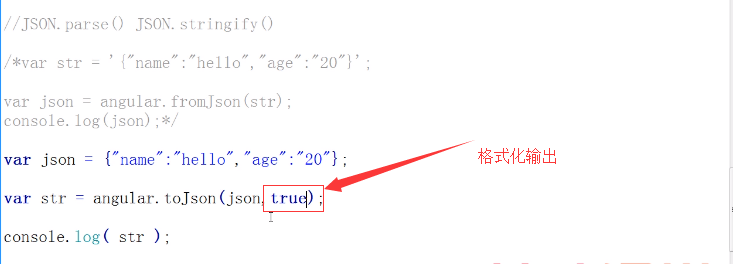 //JSON.parse() JSON.stringify()
/*var str = '{"name":"hello","age":"20"}';
var json = angular.fromJson(str);
console.log(json);*/
var json = {"name":"hello","age":"20"};
格式化输出
var str = angular.toJson(json,true);
console.log( str );